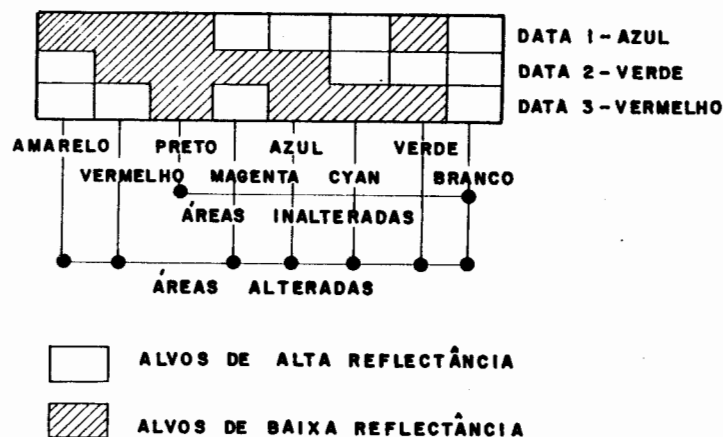 DATA 1 - AZUL
DATA 2 - VERDE
DATA 3 - VERMELHO
AMARELO PRETO AZUL VERDE
VERMELHO MAGENTA CYAN BRANCO
ÁREAS INALTERADAS
ÁREAS ALTERADAS
ALVOS DE ALTA REFLECTÂNCIA
ALVOS DE BAIXA REFLECTÂNCIA